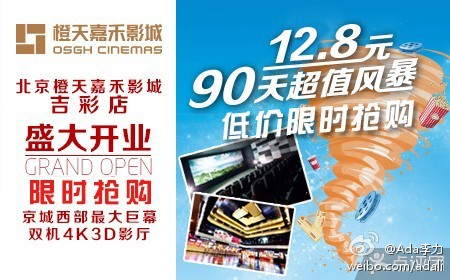 橙天嘉禾影城
OSGH CINEMAS
北京橙天嘉禾影城
吉彩店
盛大开业
GRAND OPEN
限时抢购
京城西部最大巨幕
双机4K3D影厅
12.8元
90天超值风暴
低价限时抢购
@Ada李力
weibo.com/adali